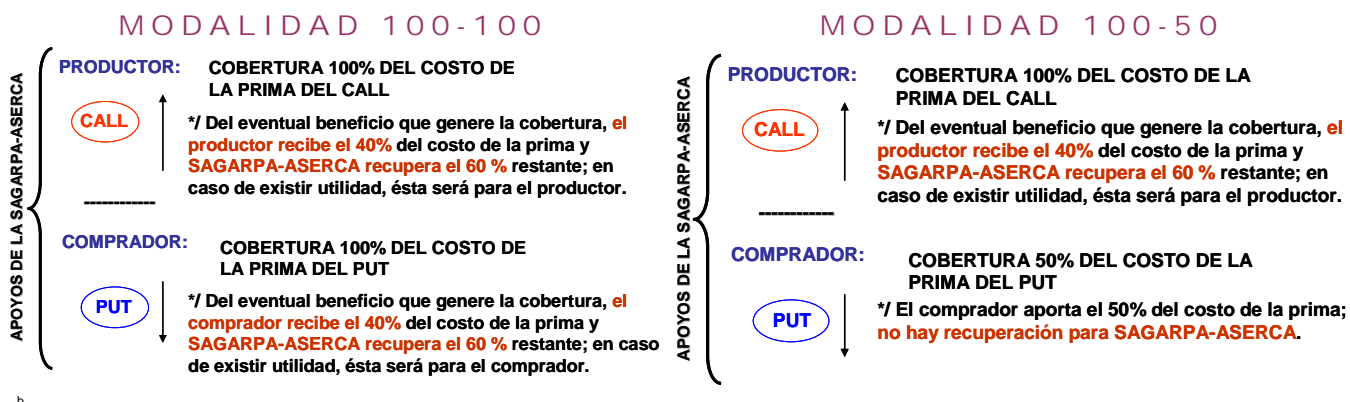 MODALIDAD 100-100
APOYOS DE LA SAGARPA-ASERCA
PRODUCTOR:
COBERTURA 100% DEL COSTO DE
LA PRIMA DEL CALL
CALL
*/ Del eventual beneficio que genere la cobertura, el
productor recibe el 40% del costo de la prima y
SAGARPA-ASERCA recupera el 60 % restante; en
caso de existir utilidad, ésta será para el productor.
------------
COMPRADOR:
COBERTURA 100% DEL COSTO DE
LA PRIMA DEL PUT
PUT
*/ Del eventual beneficio que genere la cobertura, el
comprador recibe el 40% del costo de la prima y
SAGARPA-ASERCA recupera el 60 % restante; en caso
de existir utilidad, ésta será para el comprador.
MODALIDAD 100-50
APOYOS DE LA SAGARPA-ASERCA
PRODUCTOR:
COBERTURA 100% DEL COSTO DE LA
PRIMA DEL CALL
CALL
*/ Del eventual beneficio que genere la cobertura, el
productor recibe el 40% del costo de la prima y
SAGARPA-ASERCA recupera el 60 % restante; en
caso de existir utilidad, ésta será para el productor.
------------
COMPRADOR:
COBERTURA 50% DEL COSTO DE LA
PRIMA DEL PUT
PUT
*/ El comprador aporta el 50% del costo de la prima;
no hay recuperación para SAGARPA-ASERCA.